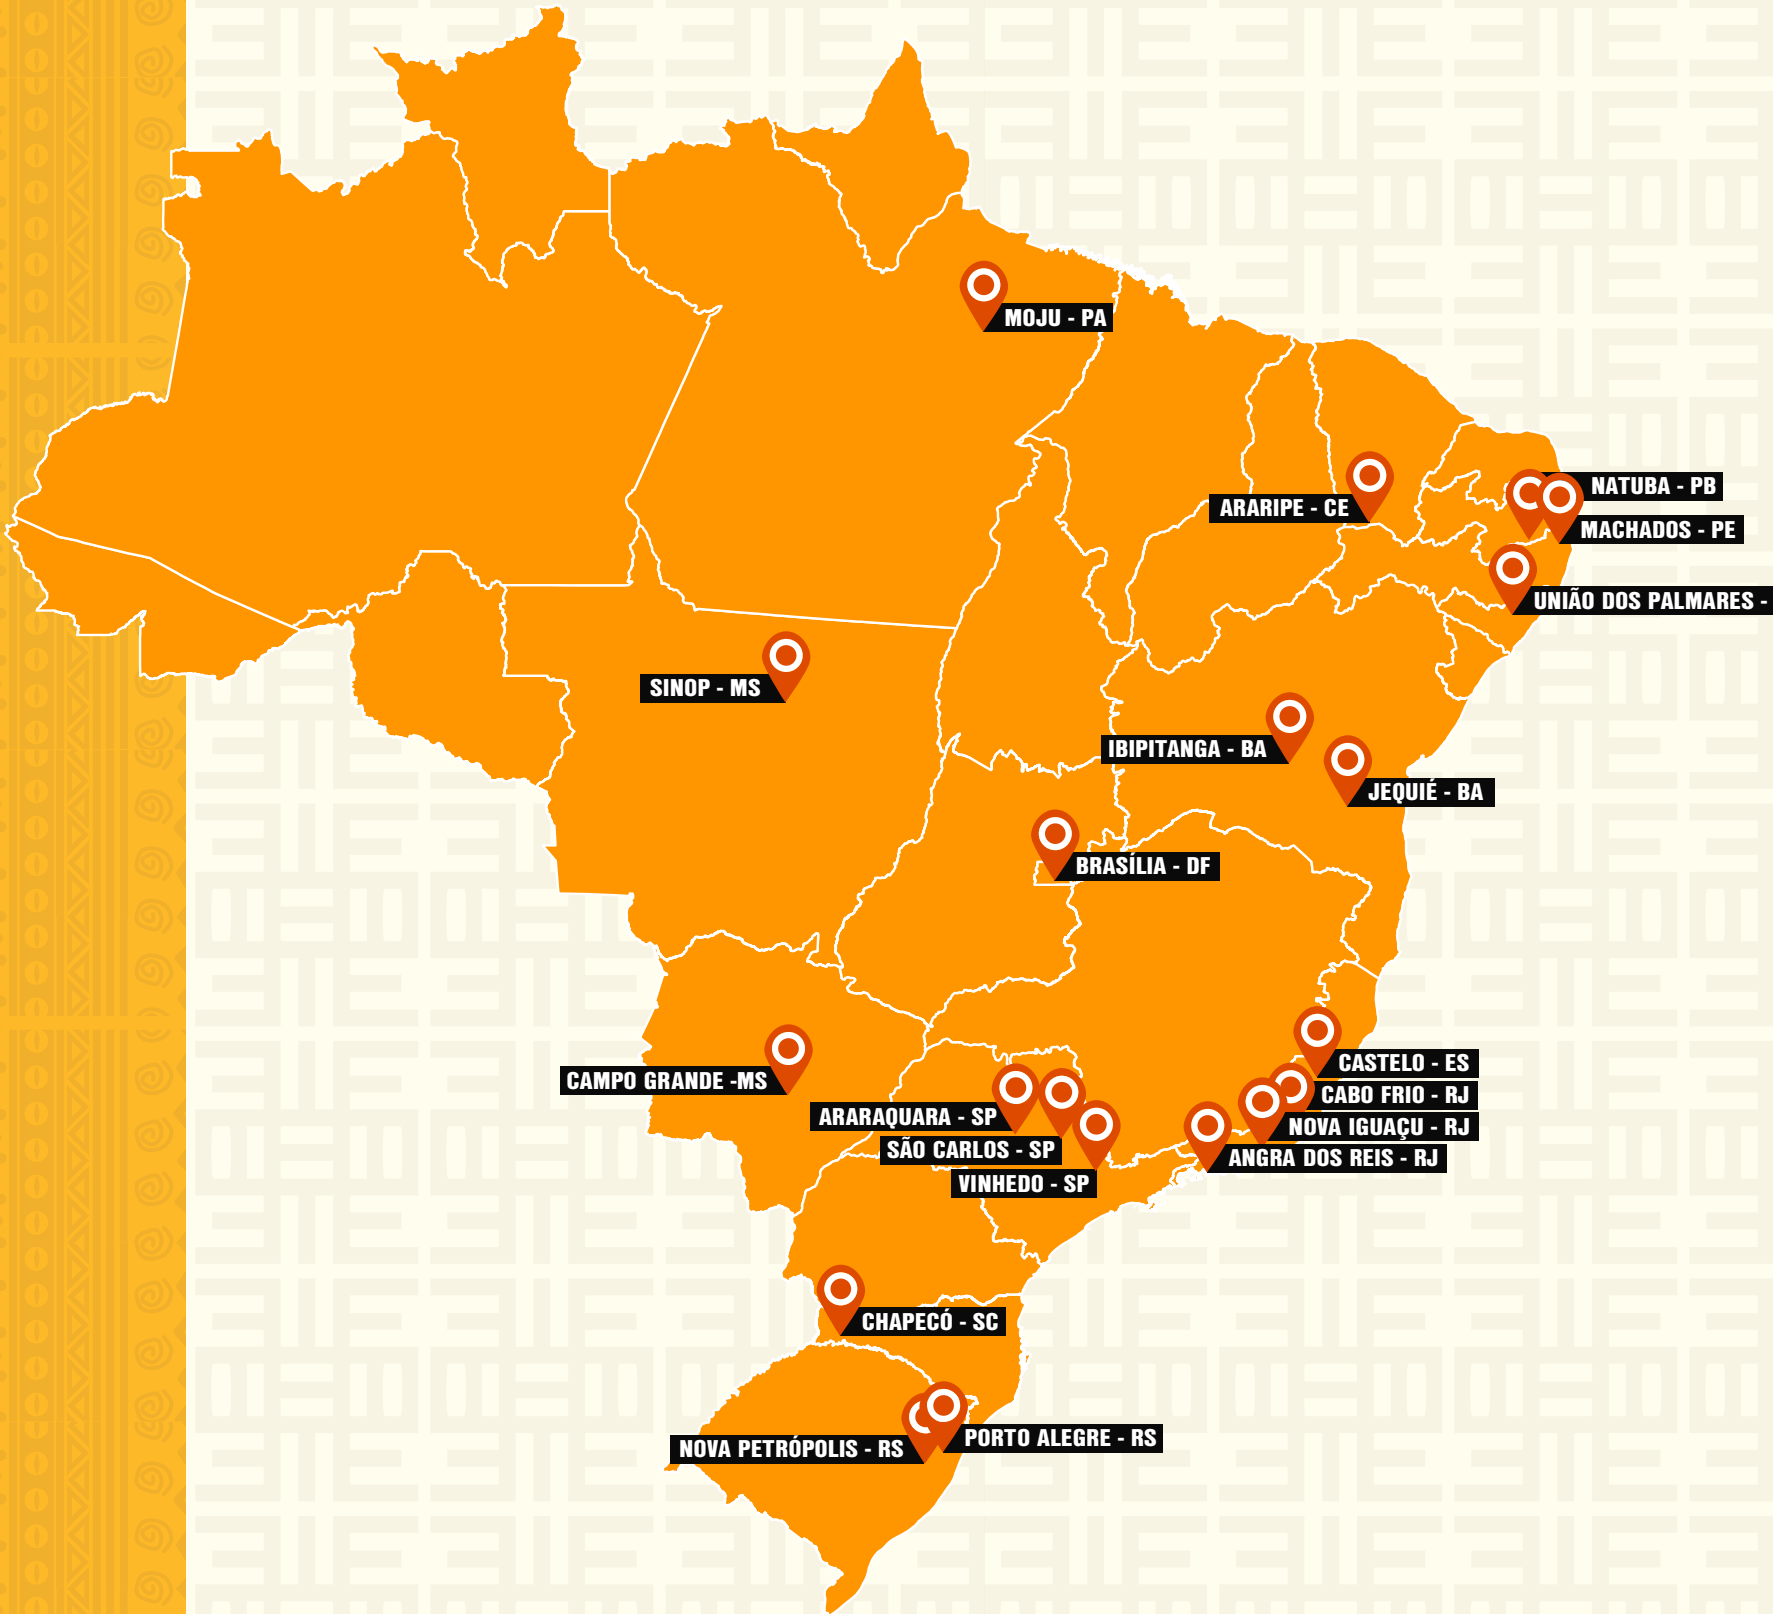 MOJU - PA
NATUBA - PB
ARARIPE - CE
MACHADOS - PE
UNIÃO DOS PALMARES -
SINOP - MS
IBIPITANGA - BA
JEQUIÉ - BA
BRASÍLIA - DF
CASTELO - ES
CAMPO GRANDE -MS
CABO FRIO - RJ
ARARAQUARA - SP
NOVA IGUAÇU - RJ
SÃO CARLOS - SP
ANGRA DOS REIS - RJ
VINHEDO - SP
CHAPECÓ - SC
PORTO ALEGRE - RS
NOVA PETRÓPOLIS - RS